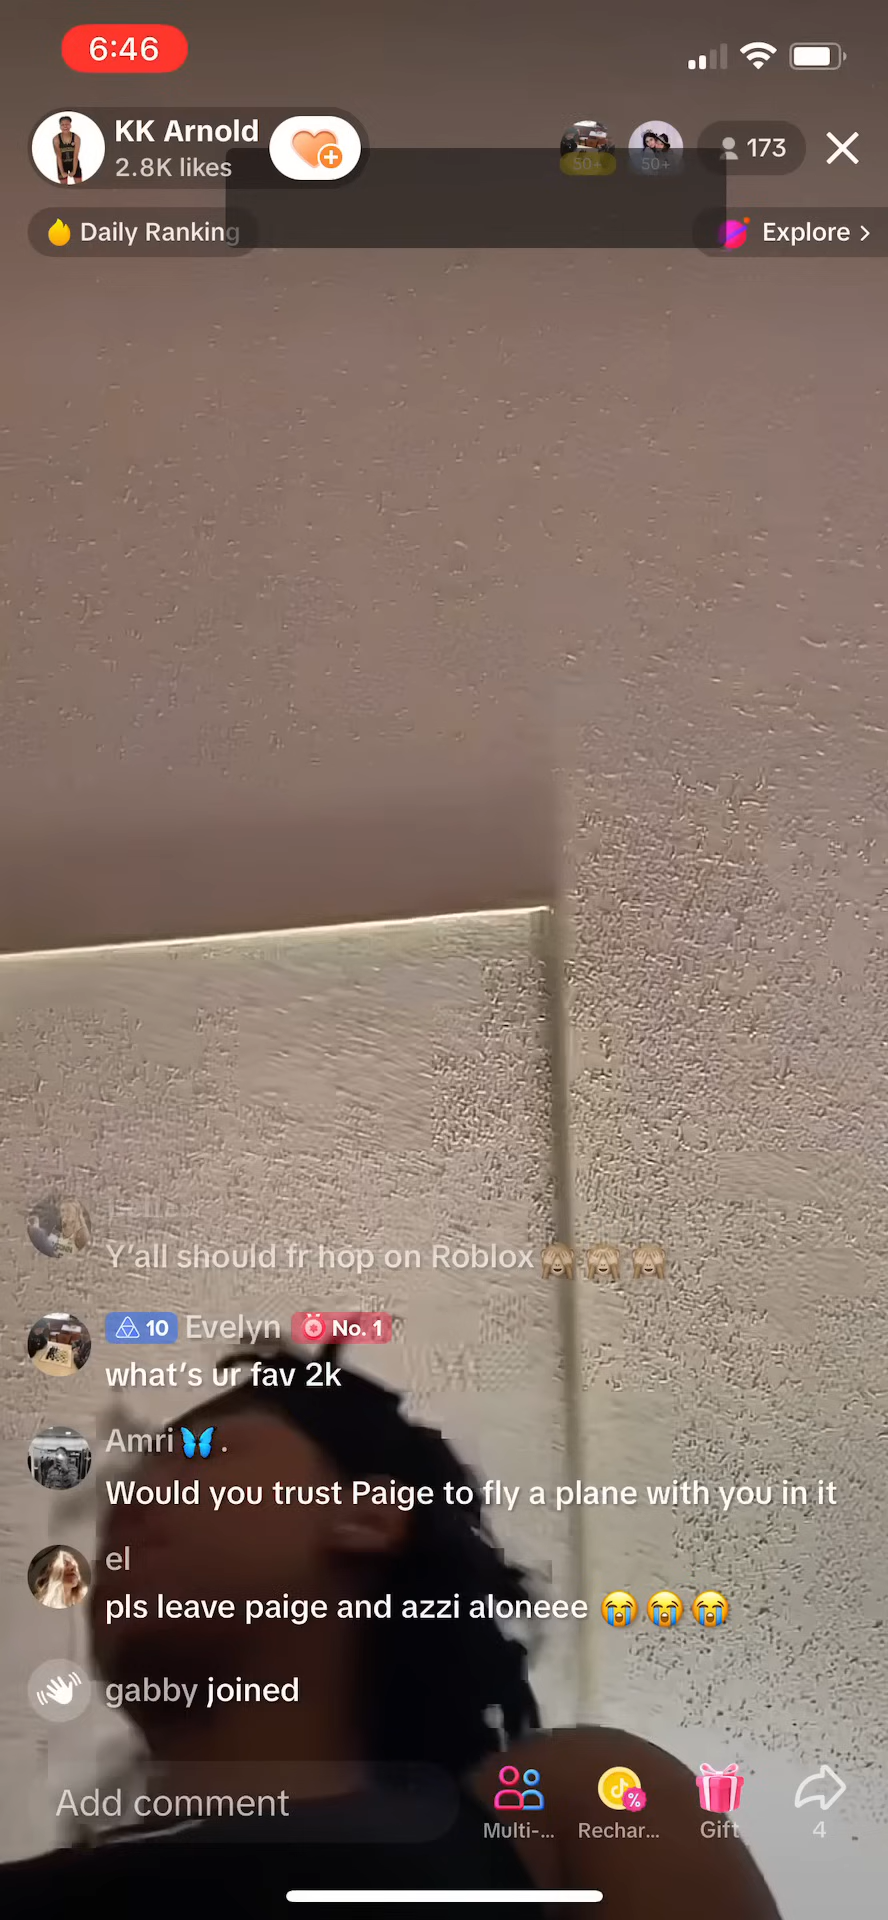 6:46
KK Arnold
2.8K likes
50+
50+
173
Daily Ranking
Explore >
Y'all should fr hop on Roblox🙈🙈🙈
10 Evelyn No. 1
what's ur fav 2k
Amri🦋.
Would you trust Paige to fly a plane with you in it
el
pls leave paige and azzi aloneee 😭😭😭
gabby joined
Add comment
Multi-...
Rechar...
Gift
4